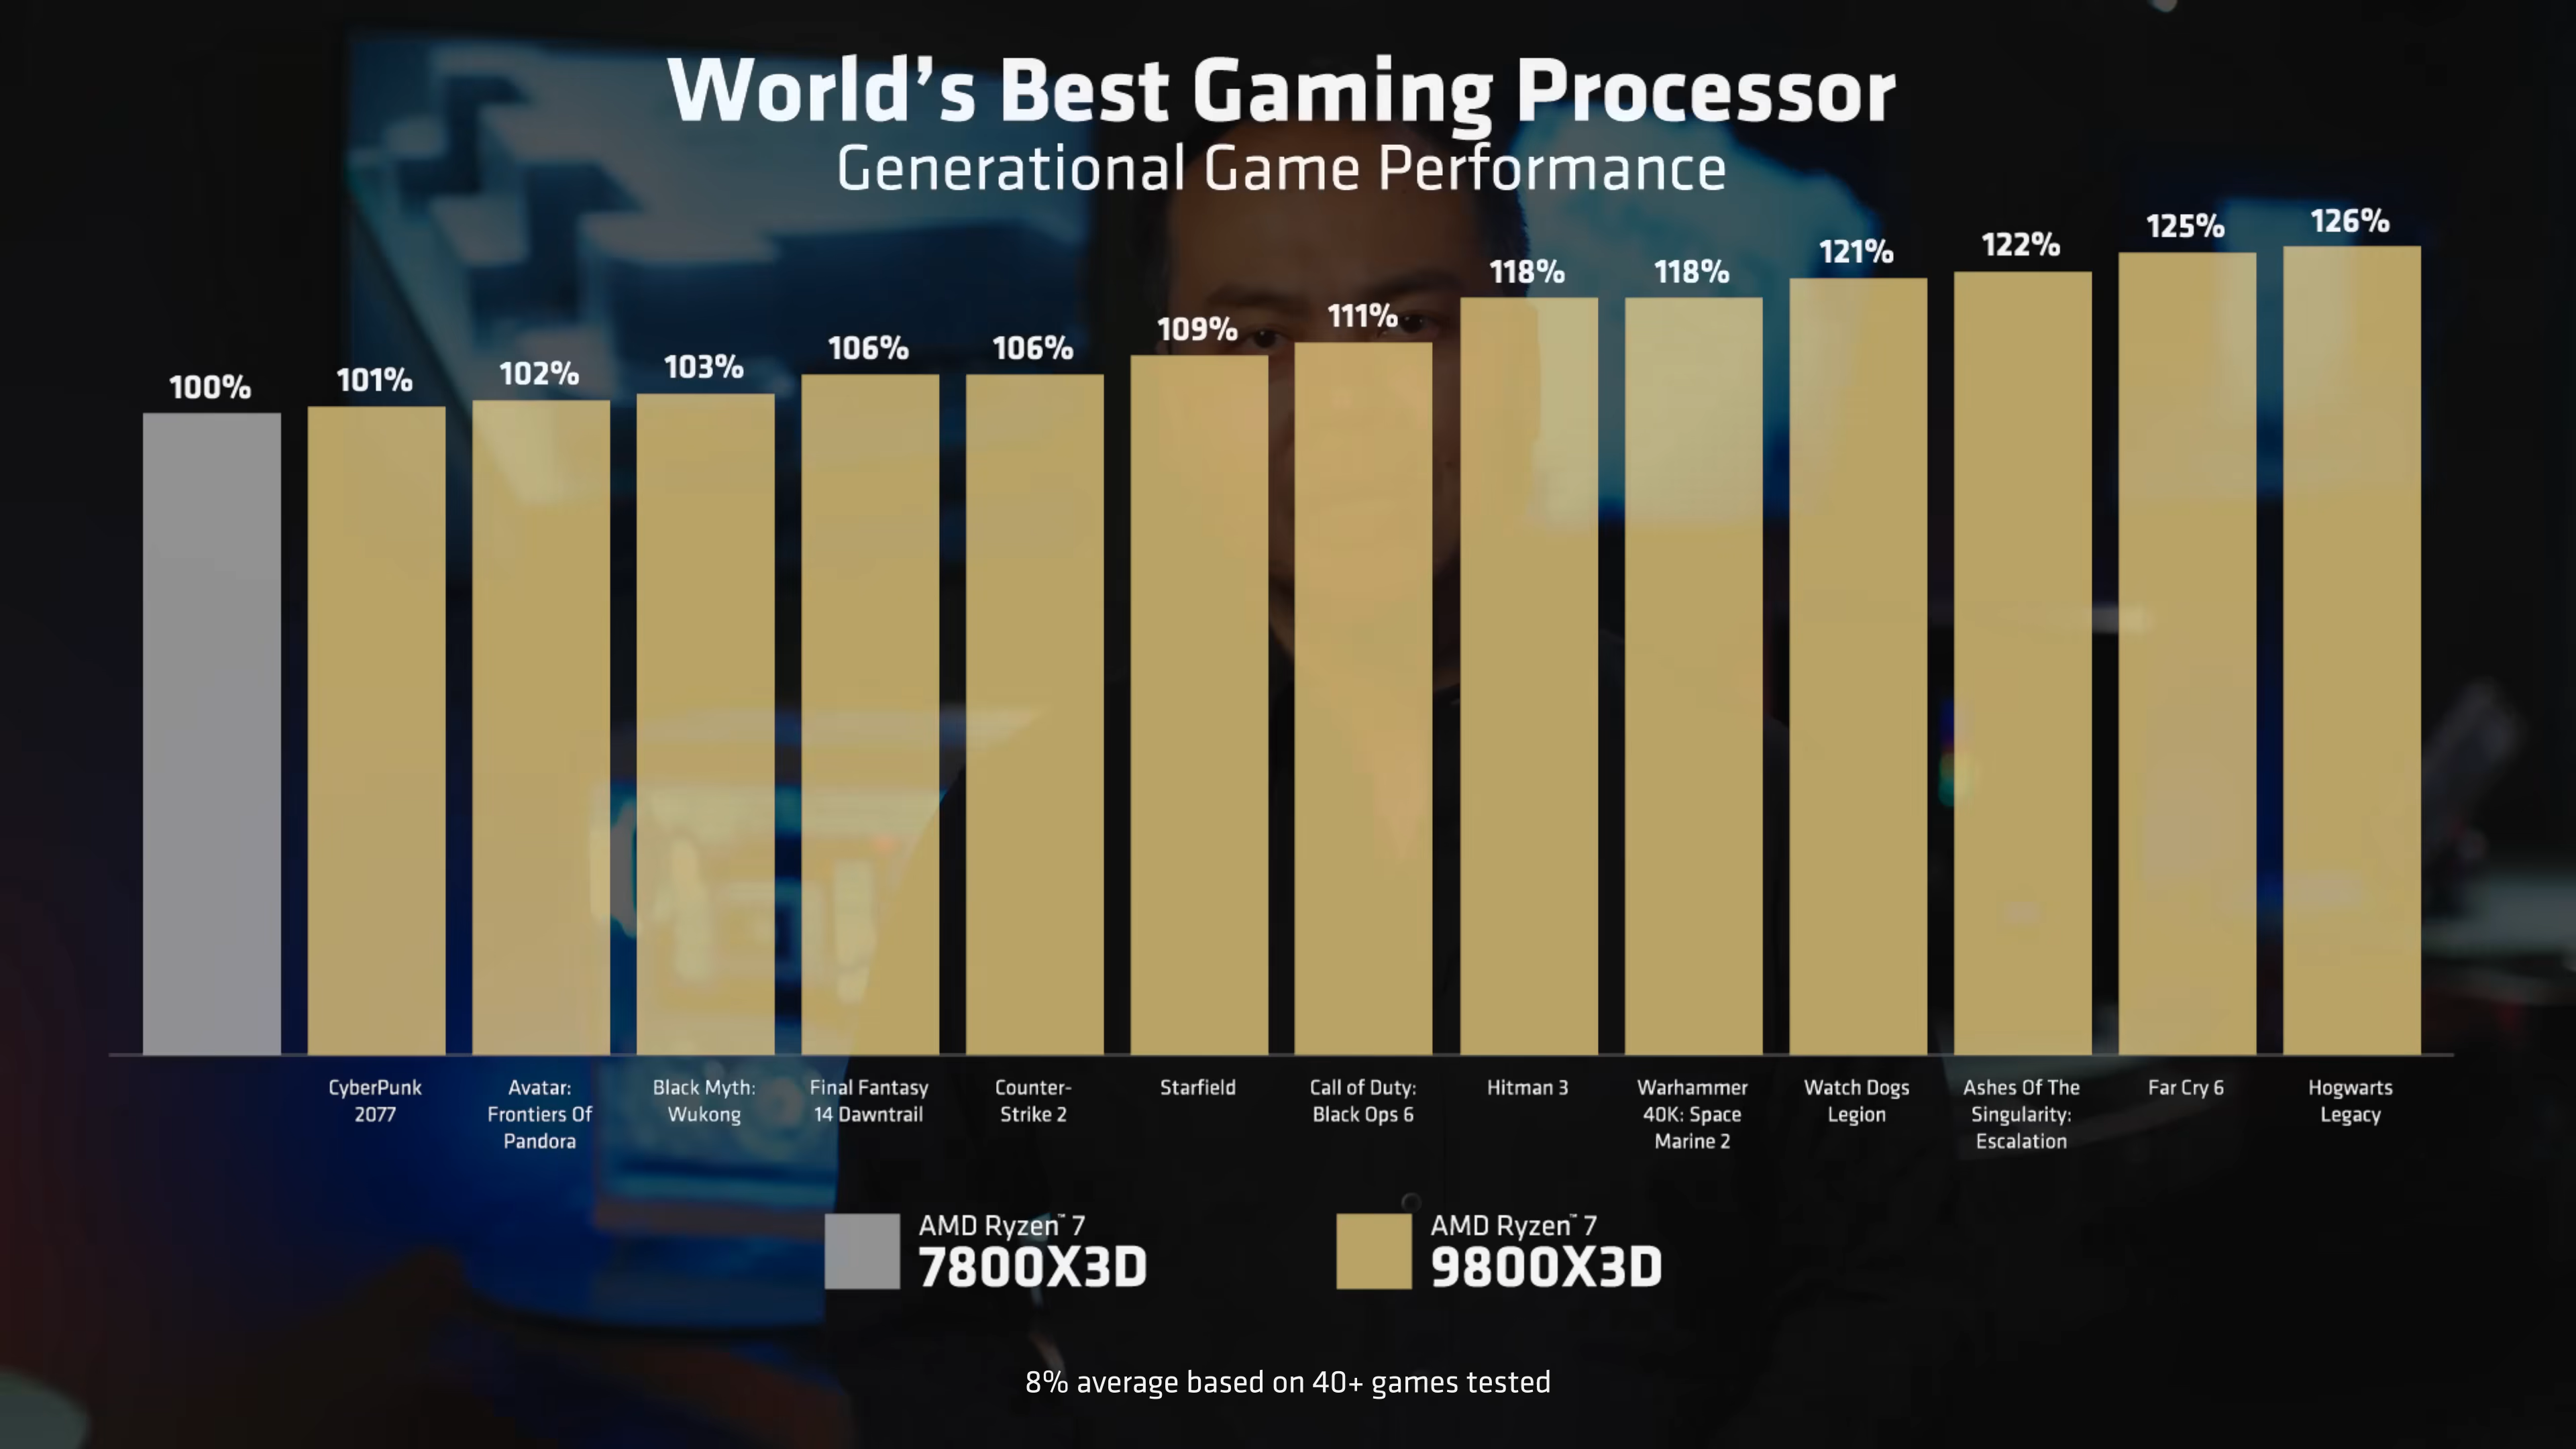 World's Best Gaming Processor
Generational Game Performance
100%
101%
102%
103%
106%
106%
109%
111%
118%
118%
121%
122%
125%
126%
CyberPunk
2077
Avatar:
Frontiers Of
Pandora
Black Myth:
Wukong
Final Fantasy
14 Dawntrail
Counter-
Strike 2
Starfield
Call of Duty:
Black Ops 6
Hitman 3
Warhammer
40K: Space
Marine 2
Watch Dogs
Legion
Ashes Of The
Singularity:
Escalation
Far Cry 6
Hogwarts
Legacy
AMD Ryzen™ 7
7800X3D
AMD Ryzen™ 7
9800X3D
8% average based on 40+ games tested